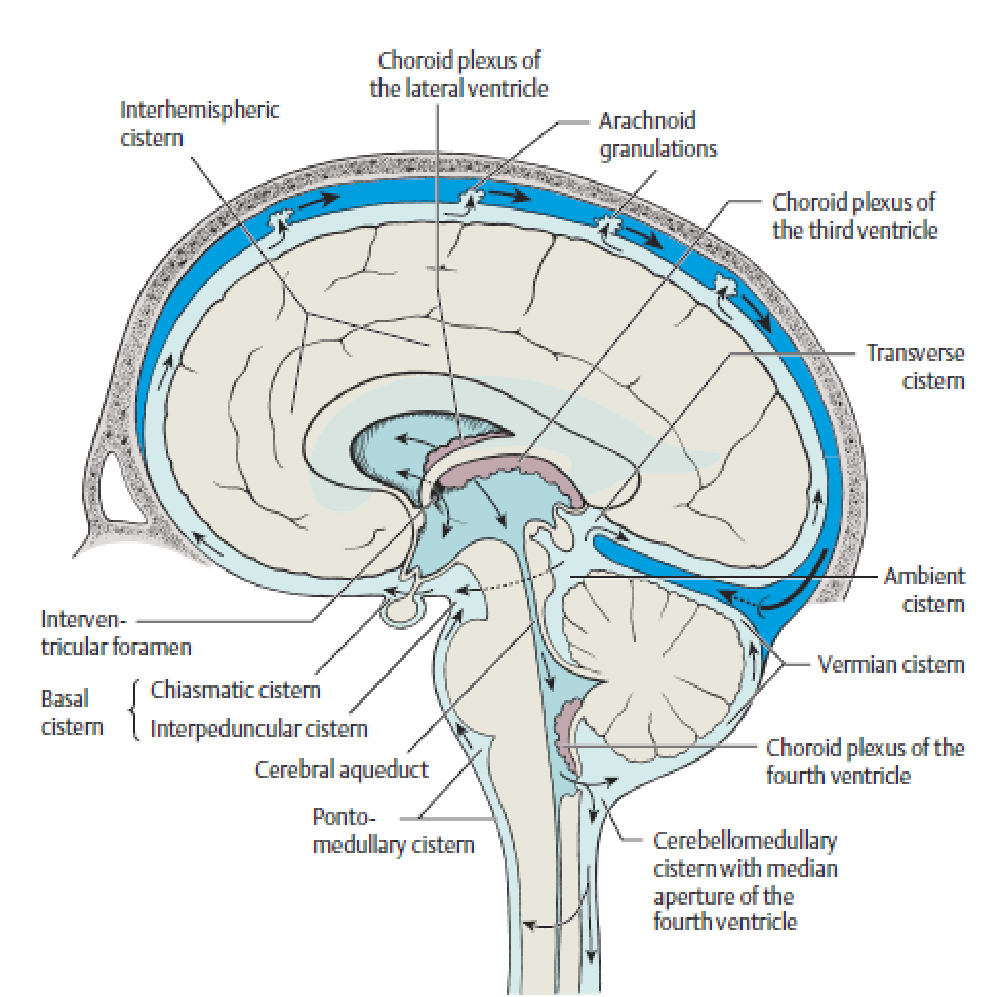 Choroid plexus of
the lateral ventricle
Interhemispheric
cistern
Arachnoid
granulations
Choroid plexus of
the third ventricle
Transverse
cistern
Ambient
cistern
Interven-
tricular foramen
Vermian cistern
Basal
cistern
Chiasmatic cistern
Interpeduncular cistern
Cerebral aqueduct
Choroid plexus of the
fourth ventricle
Ponto-
medullary cistern
Cerebellomedullary
cistern with median
aperture of the
fourth ventricle